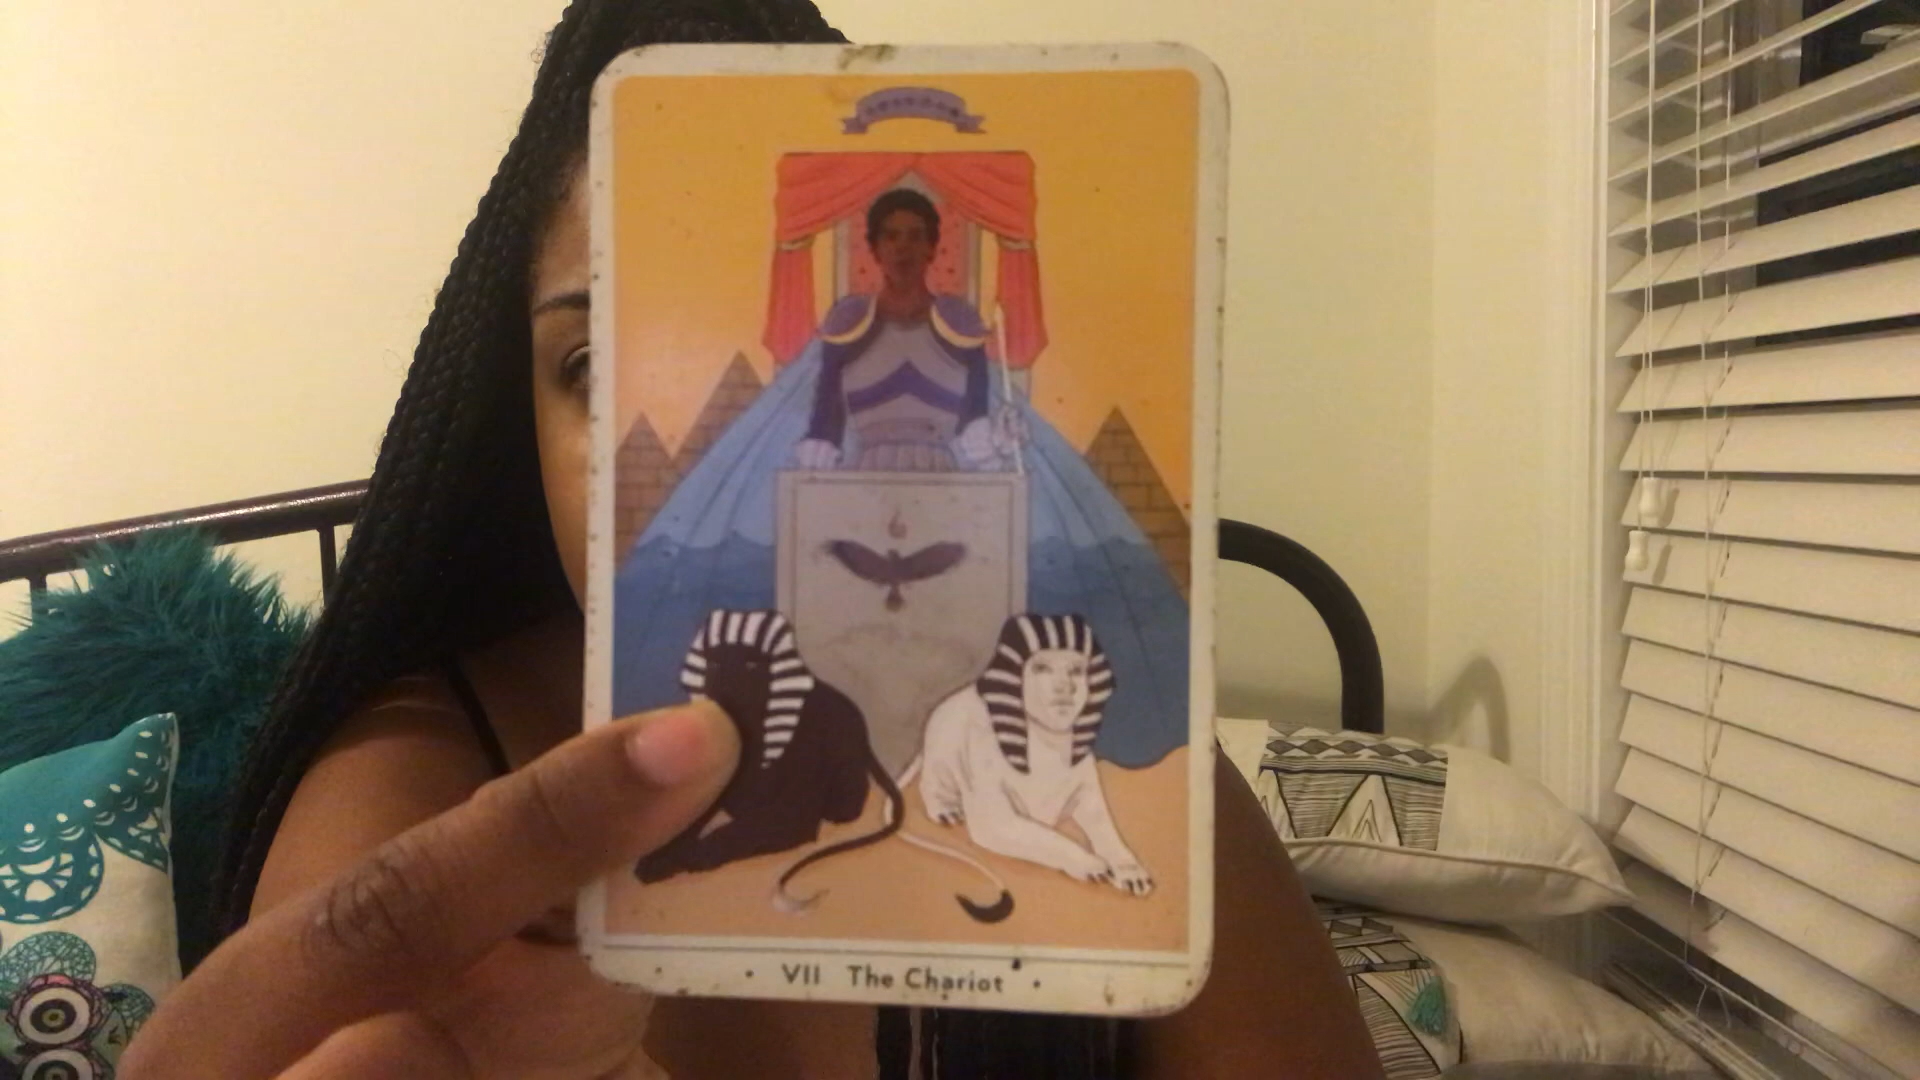 • VII The Chariot •